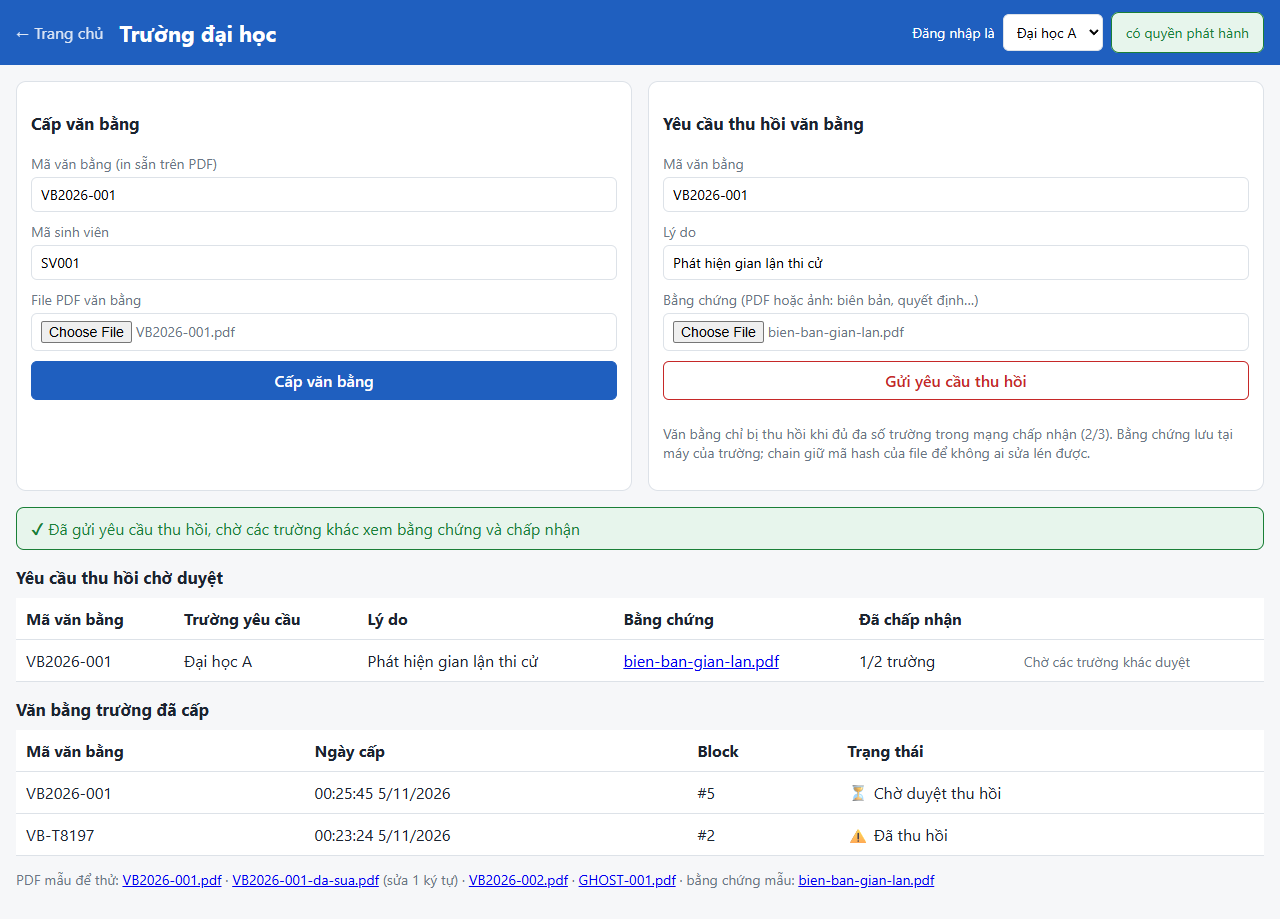 ← Trang chủ Trường đại học Đăng nhập là Đại học A có quyền phát hành
Cấp văn bằng
Mã văn bằng (in sẵn trên PDF)
VB2026-001
Mã sinh viên
SV001
File PDF văn bằng
Choose File VB2026-001.pdf
Cấp văn bằng
Yêu cầu thu hồi văn bằng
Mã văn bằng
VB2026-001
Lý do
Phát hiện gian lận thi cử
Bằng chứng (PDF hoặc ảnh: biên bản, quyết định...)
Choose File bien-ban-gian-lan.pdf
Gửi yêu cầu thu hồi
Văn bằng chỉ bị thu hồi khi đủ đa số trường trong mạng chấp nhận (2/3). Bằng chứng lưu tại
máy của trường; chain giữ mã hash của file để không ai sửa lén được.
✓ Đã gửi yêu cầu thu hồi, chờ các trường khác xem bằng chứng và chấp nhận
Yêu cầu thu hồi chờ duyệt
Mã văn bằng Trường yêu cầu Lý do Bằng chứng Đã chấp nhận
VB2026-001 Đại học A Phát hiện gian lận thi cử bien-ban-gian-lan.pdf 1/2 trường Chờ các trường khác duyệt
Văn bằng trường đã cấp
Mã văn bằng Ngày cấp Block Trạng thái
VB2026-001 00:25:45 5/11/2026 #5 ⏳ Chờ duyệt thu hồi
VB-T8197 00:23:24 5/11/2026 #2 ⚠️ Đã thu hồi
PDF mẫu để thử: VB2026-001.pdf · VB2026-001-da-sua.pdf (sửa 1 ký tự) · VB2026-002.pdf · GHOST-001.pdf · bằng chứng mẫu: bien-ban-gian-lan.pdf